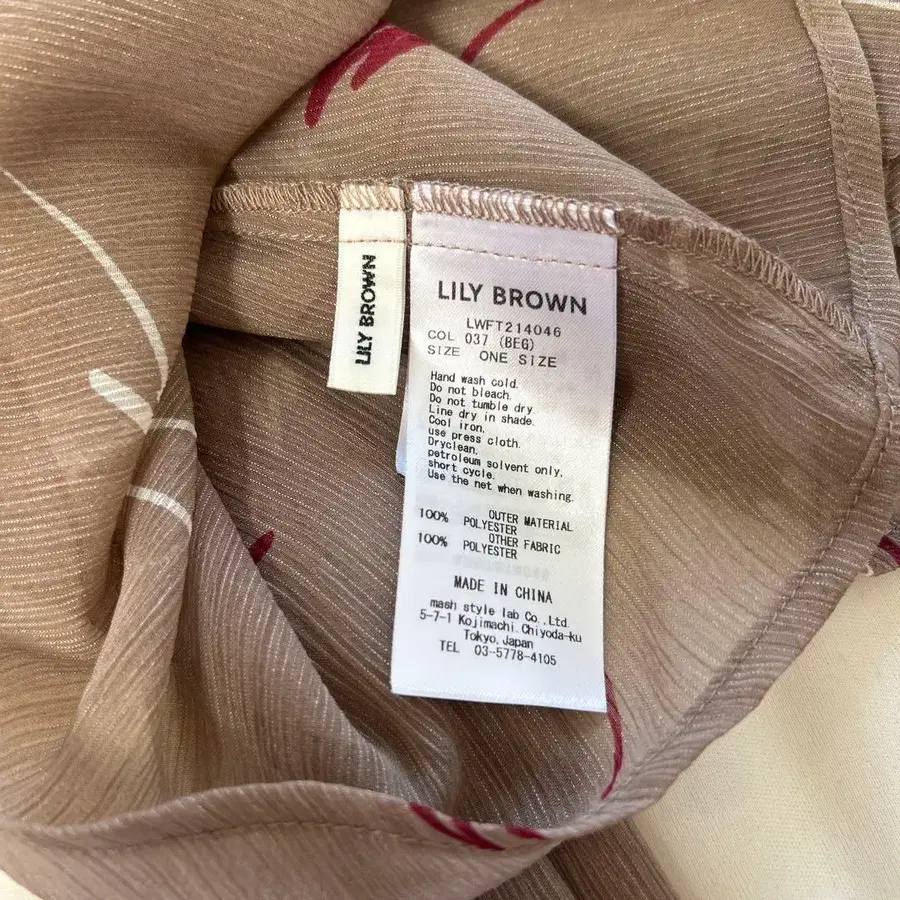 LILY BROWN
LILY BROWN
LWFT214046
COL 037 (BEG)
SIZE ONE SIZE
Hand wash cold.
Do not bleach.
Do not tumble dry.
Line dry in shade.
Cool iron.
use press cloth.
Dryclean.
petroleum solvent only.
short cycle.
Use the net when washing.
OUTER MATERIAL
100% POLYESTER
OTHER FABRIC
100% POLYESTER
MADE IN CHINA
mash style lab Co.,Ltd.
5-7-1 Kojimachi.Chiyoda-ku
Tokyo.Japan
TEL 03-5778-4105